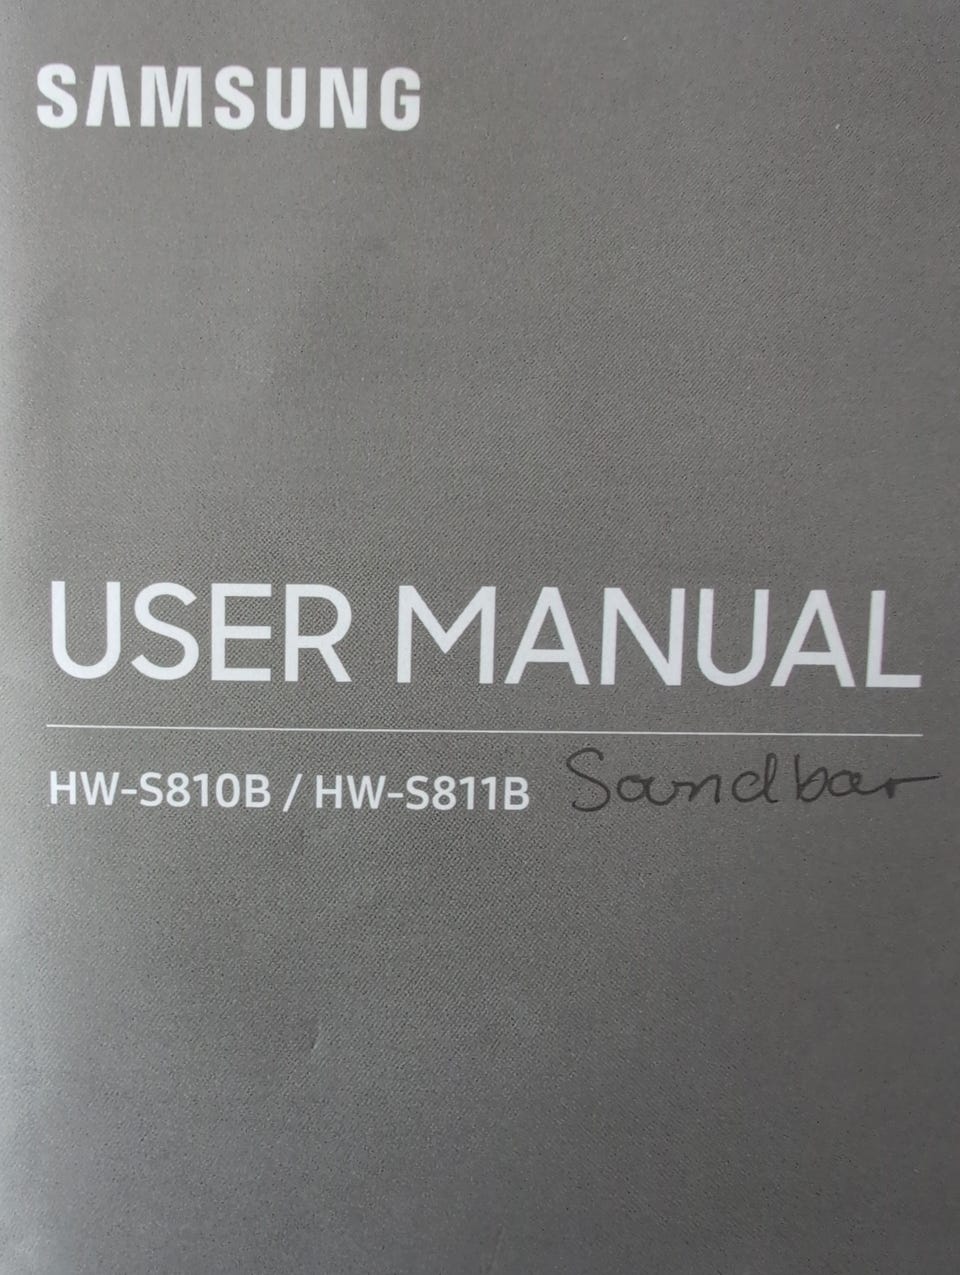 SAMSUNG
USER MANUAL
HW-S810B / HW-S811B Soundbar